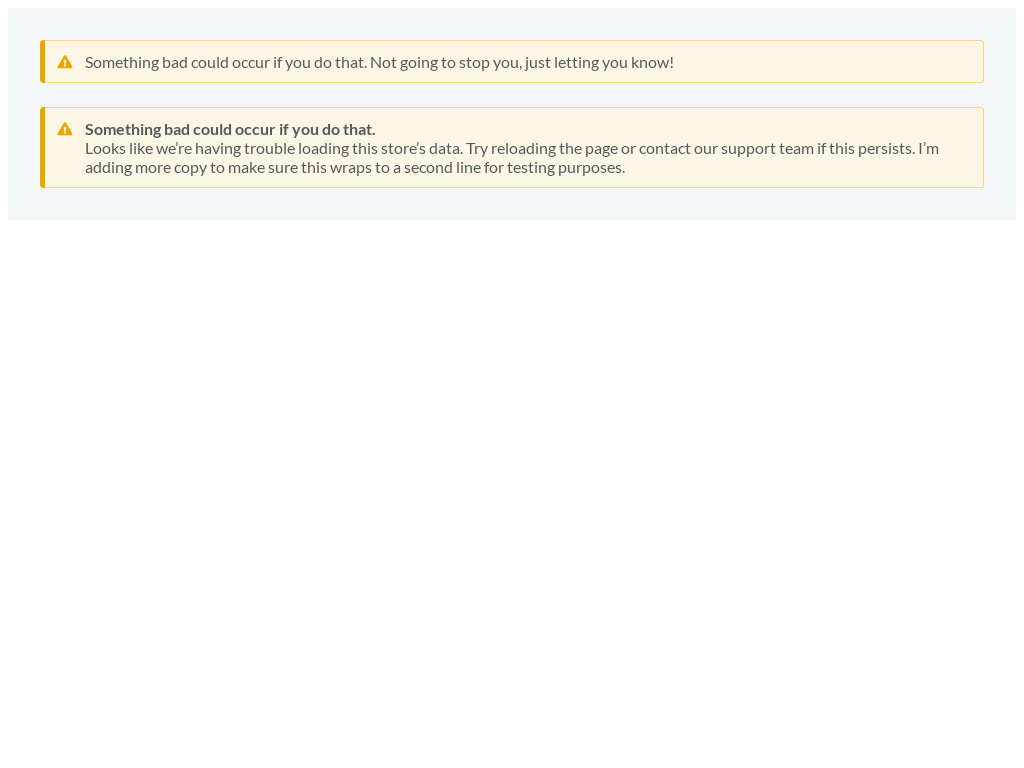 Something bad could occur if you do that. Not going to stop you, just letting you know!
Something bad could occur if you do that.
Looks like we’re having trouble loading this store’s data. Try reloading the page or contact our support team if this persists. I’m
adding more copy to make sure this wraps to a second line for testing purposes.